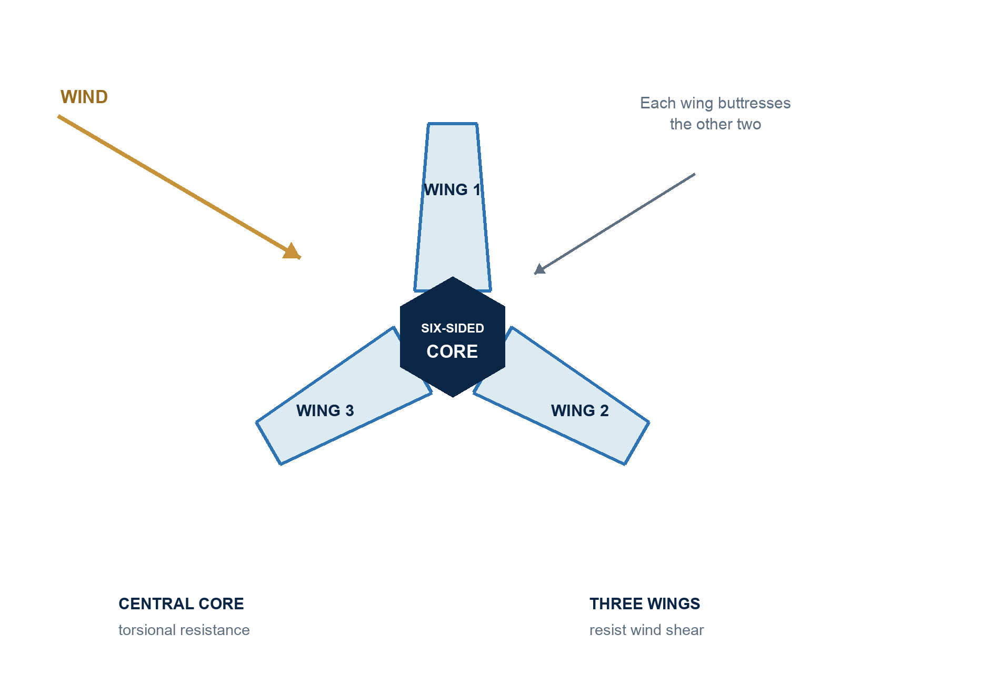 WIND
Each wing buttresses
the other two
WING 1
SIX-SIDED
CORE
WING 3
WING 2
CENTRAL CORE
torsional resistance
THREE WINGS
resist wind shear